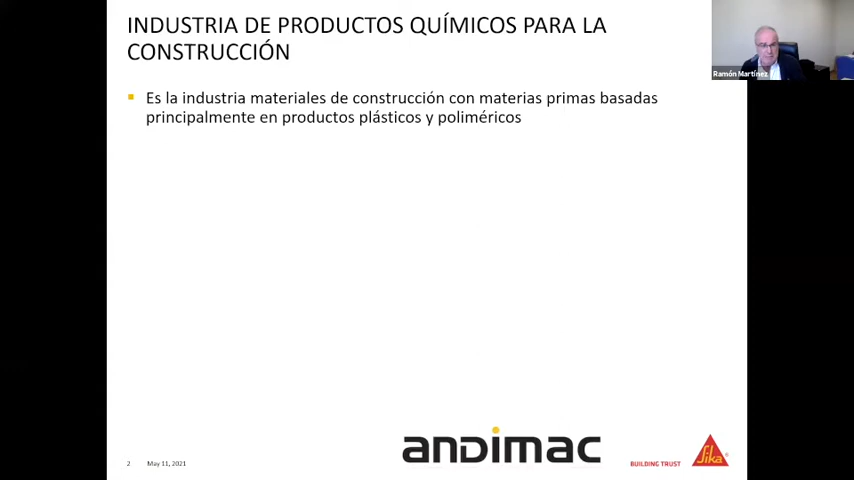 INDUSTRIA DE PRODUCTOS QUÍMICOS PARA LA
CONSTRUCCIÓN
Ramón Martínez
Es la industria materiales de construcción con materias primas basadas
principalmente en productos plásticos y poliméricos
anDimac
2 May 11, 2021
BUILDING TRUST
Sika